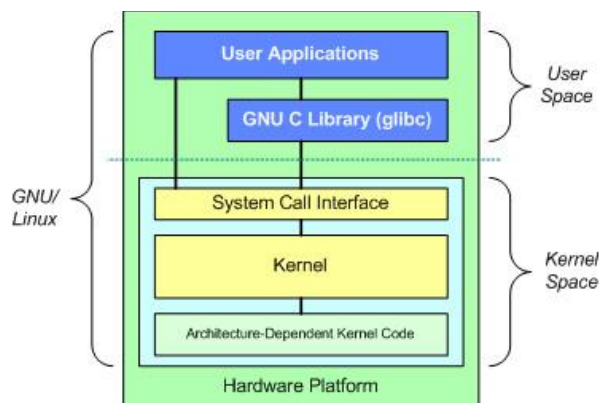 User Applications
GNU C Library (glibc)
User
Space
GNU/
Linux
System Call Interface
Kernel
Architecture-Dependent Kernel Code
Kernel
Space
Hardware Platform